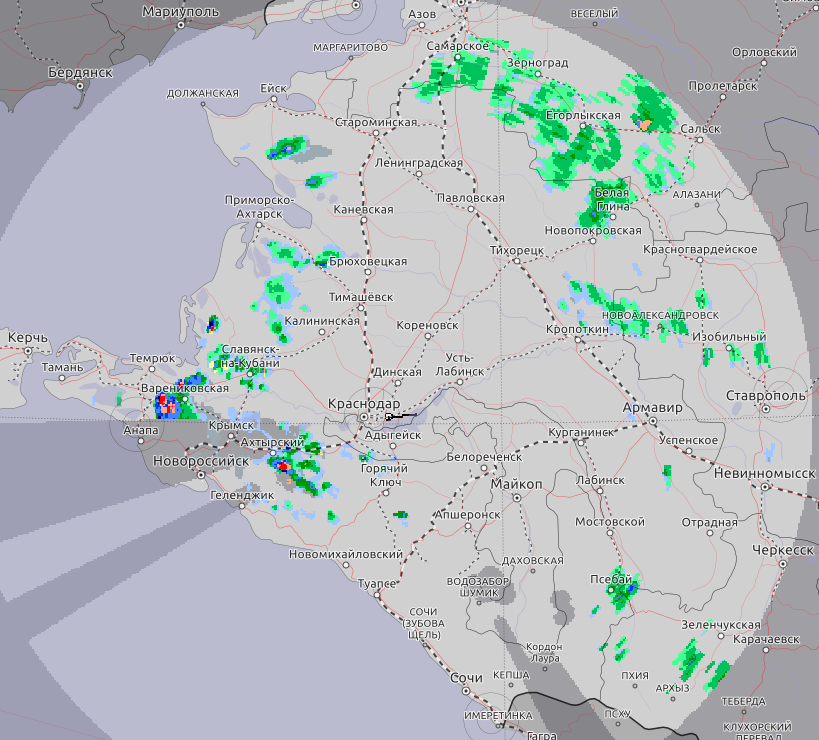 Мариуполь
Азов
ВЕСЕЛЫЙ
МАРГАРИТОВО
Самарское
Орловский
Зерноград
Бердянск
Пролетарск
ДОЛЖАНСКАЯ
Ейск
Староминская
Егорлыкская
Сальск
Ленинградская
АЛАЗАНИ
Приморско-
Ахтарск
Каневская
Павловская
Белая
Глина
Новопокровская
Тихорецк
Красногвардейское
Брюховецкая
Тимашёвск
Калининская
Кореновск
НОВОАЛЕКСАНДРОВСК
Кропоткин
Изобильный
Керчь
Темрюк
Тамань
Славянск-
на-Кубани
Усть-
Лабинск
Динская
Варениковская
Ставрополь
Краснодар
Армавир
Анапа
Крымск
Ахтырский
Адыгейск
Курганинск
Успенское
Новороссийск
Горячий
Ключ
Белореченск
Невинномысск
Майкоп
Лабинск
Геленджик
Апшеронск
Мостовской
Отрадная
Новомихайловский
ДАХОВСКАЯ
Черкесск
Туапсе
ВОДОЗАБОР
ШУМИК
Псебай
СОЧИ
(ЗУБОВА
ЩЕЛЬ)
Зеленчукская
Карачаевск
Кордон
Лаура
Сочи
КЕПША
ПХИЯ
АРХЫЗ
ТЕБЕРДА
ИМЕРЕТИНКА
ПСХУ
Гагра
КЛУХОРСКИЙ
ПЕРЕВАЛ